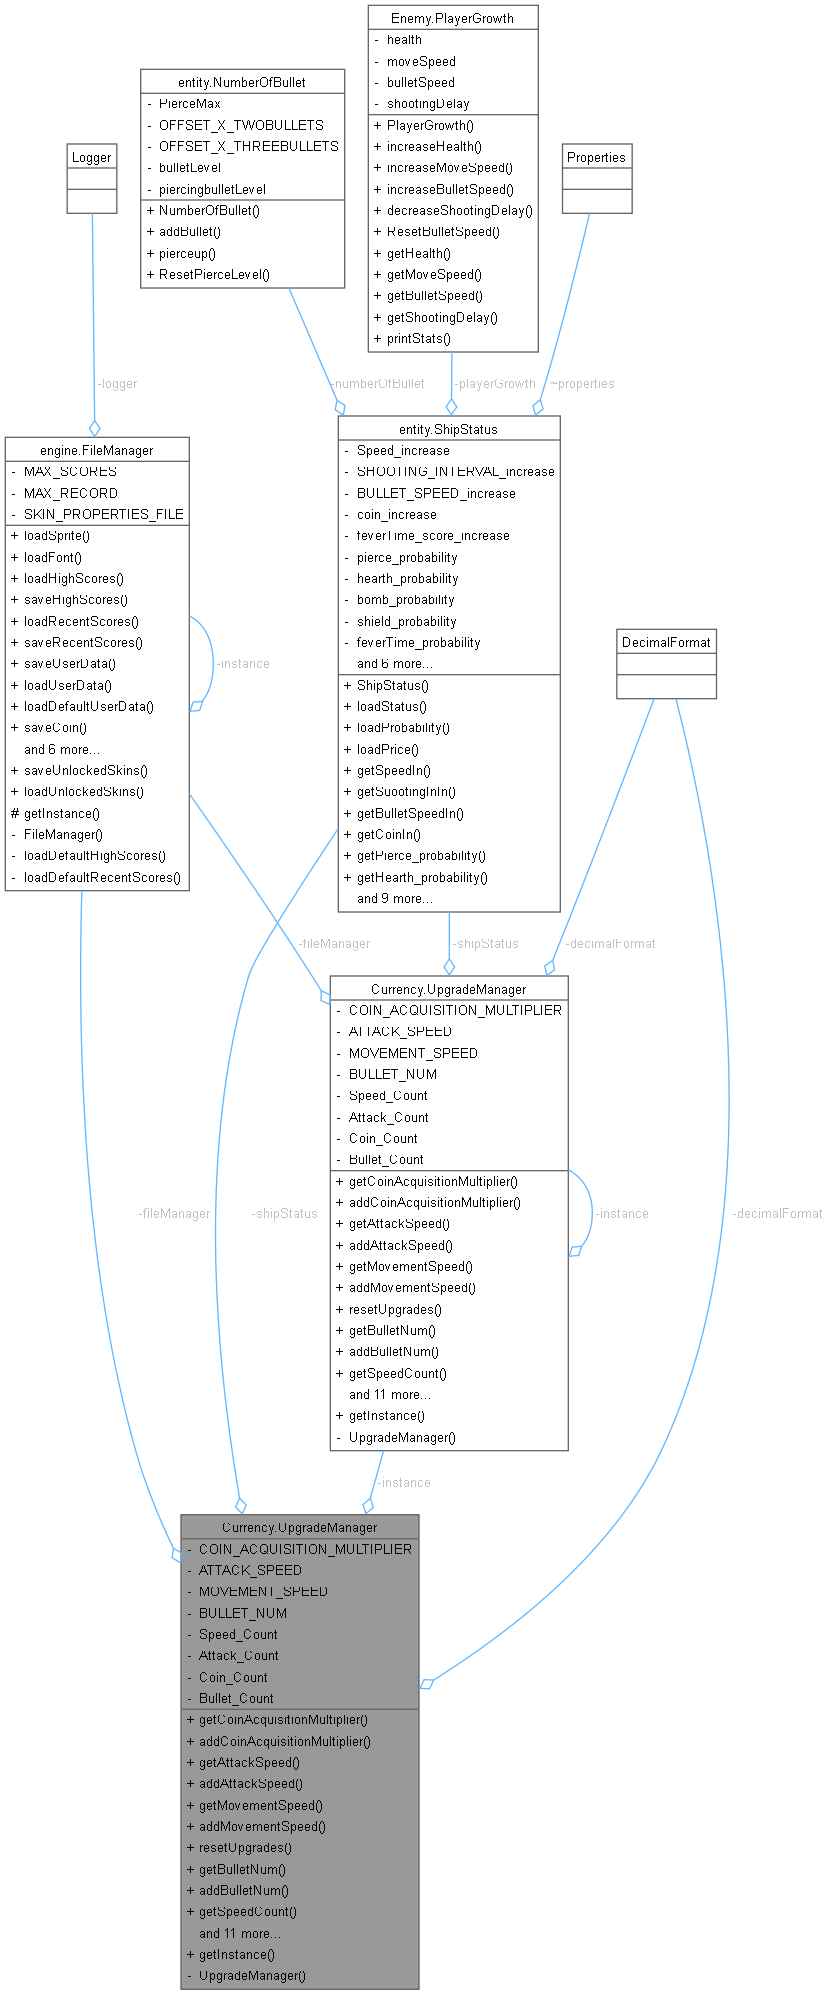 Enemy.PlayerGrowth
- health
- moveSpeed
- bulletSpeed
- shootingDelay
+ PlayerGrowth()
+ increaseHealth()
+ increaseMoveSpeed()
+ increaseBulletSpeed()
+ decreaseShootingDelay()
+ ResetBulletSpeed()
+ getHealth()
+ getMoveSpeed()
+ getBulletSpeed()
+ getShootingDelay()
+ printStats()
entity.NumberOfBullet
- PierceMax
- OFFSET_X_TWOBULLETS
- OFFSET_X_THREEBULLETS
- bulletLevel
- piercingbulletLevel
+ NumberOfBullet()
+ addBullet()
+ pierceup()
+ ResetPierceLevel()
Logger
Properties
-logger
-numberOfBullet
-playerGrowth
~properties
engine.FileManager
- MAX_SCORES
- MAX_RECORD
- SKIN_PROPERTIES_FILE
+ loadSprite()
+ loadFont()
+ loadHighScores()
+ saveHighScores()
+ loadRecentScores()
+ saveRecentScores()
+ saveUserData()
+ loadUserData()
+ loadDefaultUserData()
+ saveCoin()
and 6 more...
+ saveUnlockedSkins()
+ loadUnlockedSkins()
# getInstance()
- FileManager()
- loadDefaultHighScores()
- loadDefaultRecentScores()
-instance
entity.ShipStatus
- Speed_increase
- SHOOTING_INTERVAL_increase
- BULLET_SPEED_increase
- coin_increase
- feverTime_score_increase
- pierce_probability
- hearth_probability
- bomb_probability
- shield_probability
- feverTime_probability
and 6 more...
+ ShipStatus()
+ loadStatus()
+ loadProbability()
+ loadPrice()
+ getSpeedIn()
+ getSuootingInIn()
+ getBulletSpeedIn()
+ getCoinIn()
+ getPierce_probability()
+ getHearth_probability()
and 9 more...
DecimalFormat
-fileManager
-shipStatus
-decimalFormat
Currency.UpgradeManager
- COIN_ACQUISITION_MULTIPLIER
- ATTACK_SPEED
- MOVEMENT_SPEED
- BULLET_NUM
- Speed_Count
- Attack_Count
- Coin_Count
- Bullet_Count
+ getCoinAcquisitionMultiplier()
+ addCoinAcquisitionMultiplier()
+ getAttackSpeed()
+ addAttackSpeed()
+ getMovementSpeed()
+ addMovementSpeed()
+ resetUpgrades()
+ getBulletNum()
+ addBulletNum()
+ getSpeedCount()
and 11 more...
+ getInstance()
- UpgradeManager()
-fileManager
-shipStatus
-instance
-decimalFormat
-instance
Currency.UpgradeManager
- COIN_ACQUISITION_MULTIPLIER
- ATTACK_SPEED
- MOVEMENT_SPEED
- BULLET_NUM
- Speed_Count
- Attack_Count
- Coin_Count
- Bullet_Count
+ getCoinAcquisitionMultiplier()
+ addCoinAcquisitionMultiplier()
+ getAttackSpeed()
+ addAttackSpeed()
+ getMovementSpeed()
+ addMovementSpeed()
+ resetUpgrades()
+ getBulletNum()
+ addBulletNum()
+ getSpeedCount()
and 11 more...
+ getInstance()
- UpgradeManager()